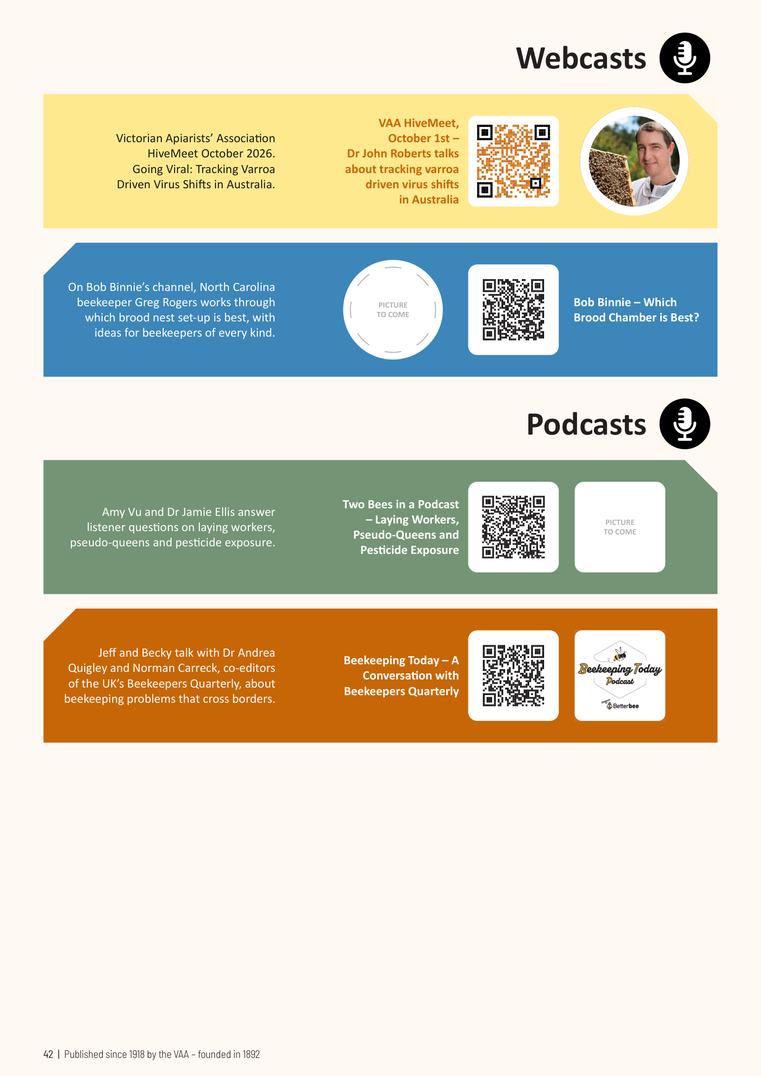 Webcasts
Victorian Apiarists’ Association
HiveMeet October 2026.
Going Viral: Tracking Varroa
Driven Virus Shifts in Australia.
VAA HiveMeet,
October 1st –
Dr John Roberts talks
about tracking varroa
driven virus shifts
in Australia
On Bob Binnie’s channel, North Carolina
beekeeper Greg Rogers works through
which brood nest set-up is best, with
ideas for beekeepers of every kind.
PICTURE
TO COME
Bob Binnie – Which
Brood Chamber is Best?
Podcasts
Amy Vu and Dr Jamie Ellis answer
listener questions on laying workers,
pseudo-queens and pesticide exposure.
Two Bees in a Podcast
– Laying Workers,
Pseudo-Queens and
Pesticide Exposure
PICTURE
TO COME
Jeff and Becky talk with Dr Andrea
Quigley and Norman Carreck, co-editors
of the UK’s Beekeepers Quarterly, about
beekeeping problems that cross borders.
Beekeeping Today – A
Conversation with
Beekeepers Quarterly
Beekeeping Today
Podcast
Betterbee
42 | Published since 1918 by the VAA – founded in 1892